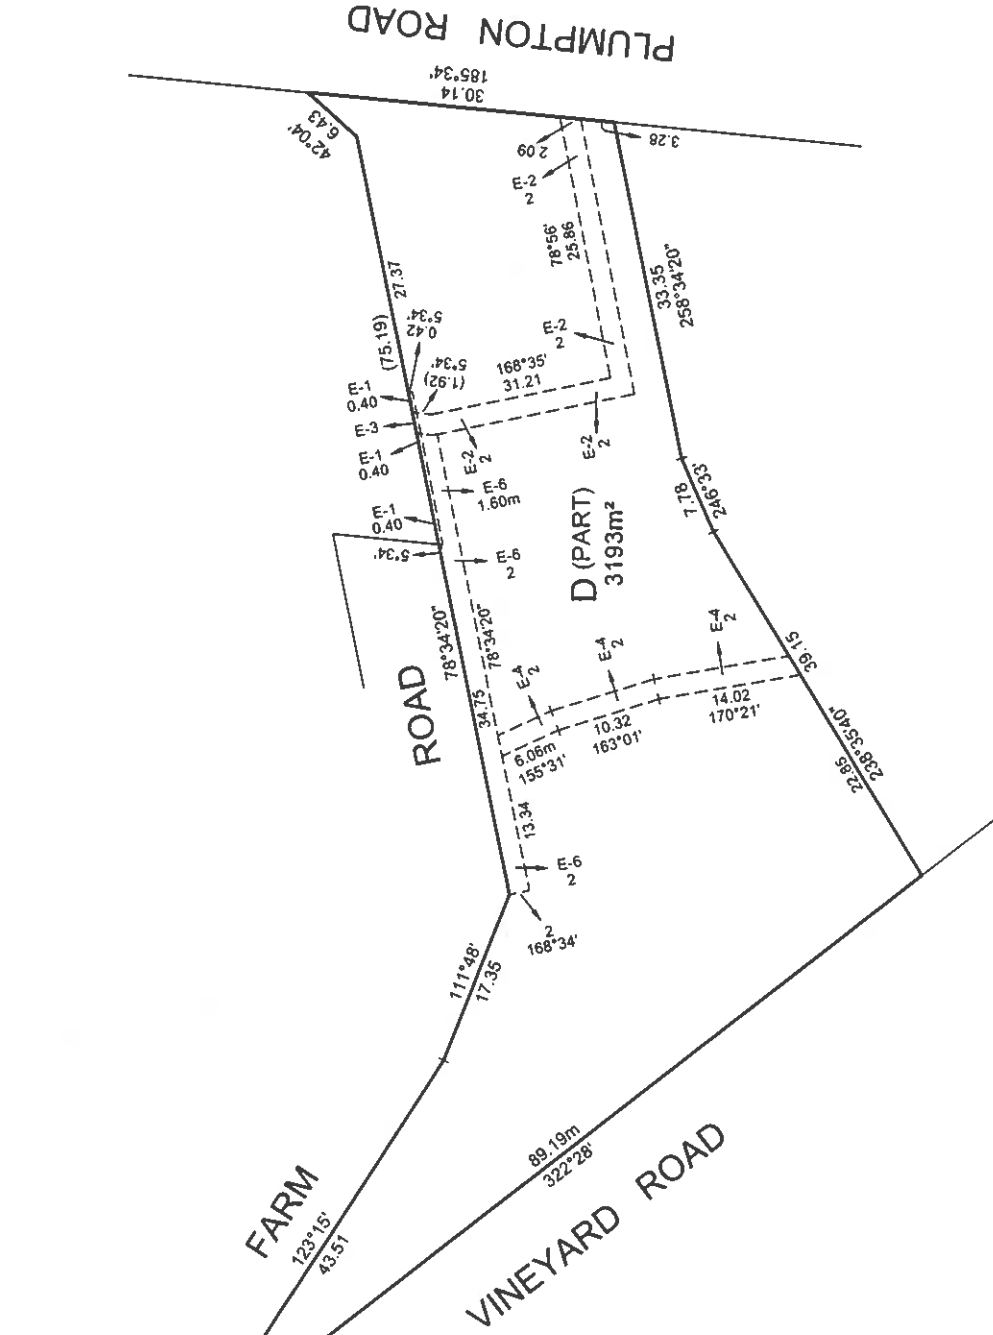 PLUMPTON ROAD
185°34'
30.14
42°04'
6.43
2.09
3.28
E-2
2
78°56'
25.86
27.37
33.35
258°34'20"
(75.19)
5°34'
0.42
E-2
2
5°34'
(1.92)
168°35'
31.21
E-1
0.40
E-3
E-1
0.40
E-2
2
E-2
2
E-6
1.60m
7.78
246°33'
E-1
0.40
D (PART)
3193m²
5°34'
E-6
2
78°34'20"
78°34'20"
E-4
2
E-4
2
E-4
2
39.15
ROAD
34.75
6.06m
155°31'
10.32
163°01'
14.02
170°21'
238°35'40"
22.85
13.34
E-6
2
2
168°34'
111°48'
17.35
89.19m
322°28'
FARM
123°15'
43.51
VINEYARD ROAD